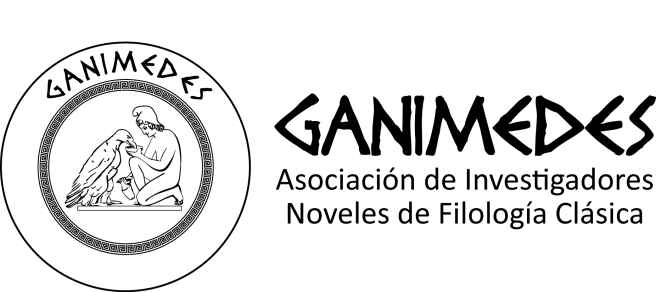 GANIMEDES
GANIMEDES
Asociación de Investigadores
Noveles de Filología Clásica